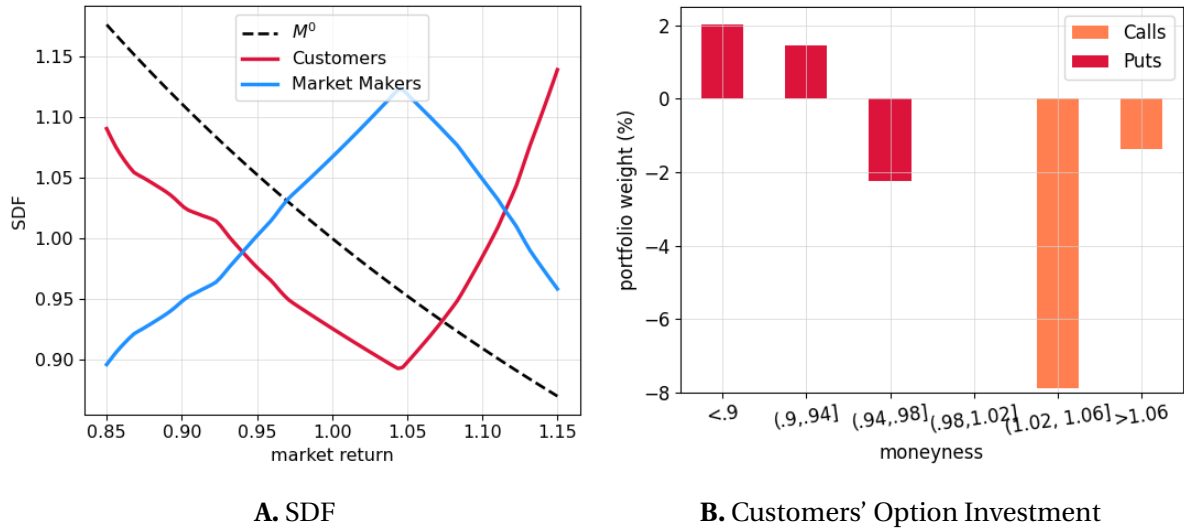 M⁰
Customers
Market Makers
SDF
1.15
1.10
1.05
1.00
0.95
0.90
0.85 0.90 0.95 1.00 1.05 1.10 1.15
market return
A. SDF
Calls
Puts
portfolio weight (%)
2
0
−2
−4
−6
−8
<.9 (.9,.94] (.94,.98] (.98,1.02] (1.02, 1.06] >1.06
moneyness
B. Customers’ Option Investment